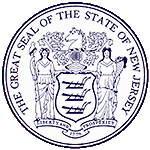 THE GREAT SEAL OF THE STATE OF NEW JERSEY
LIBERTY AND PROSPERITY
1776